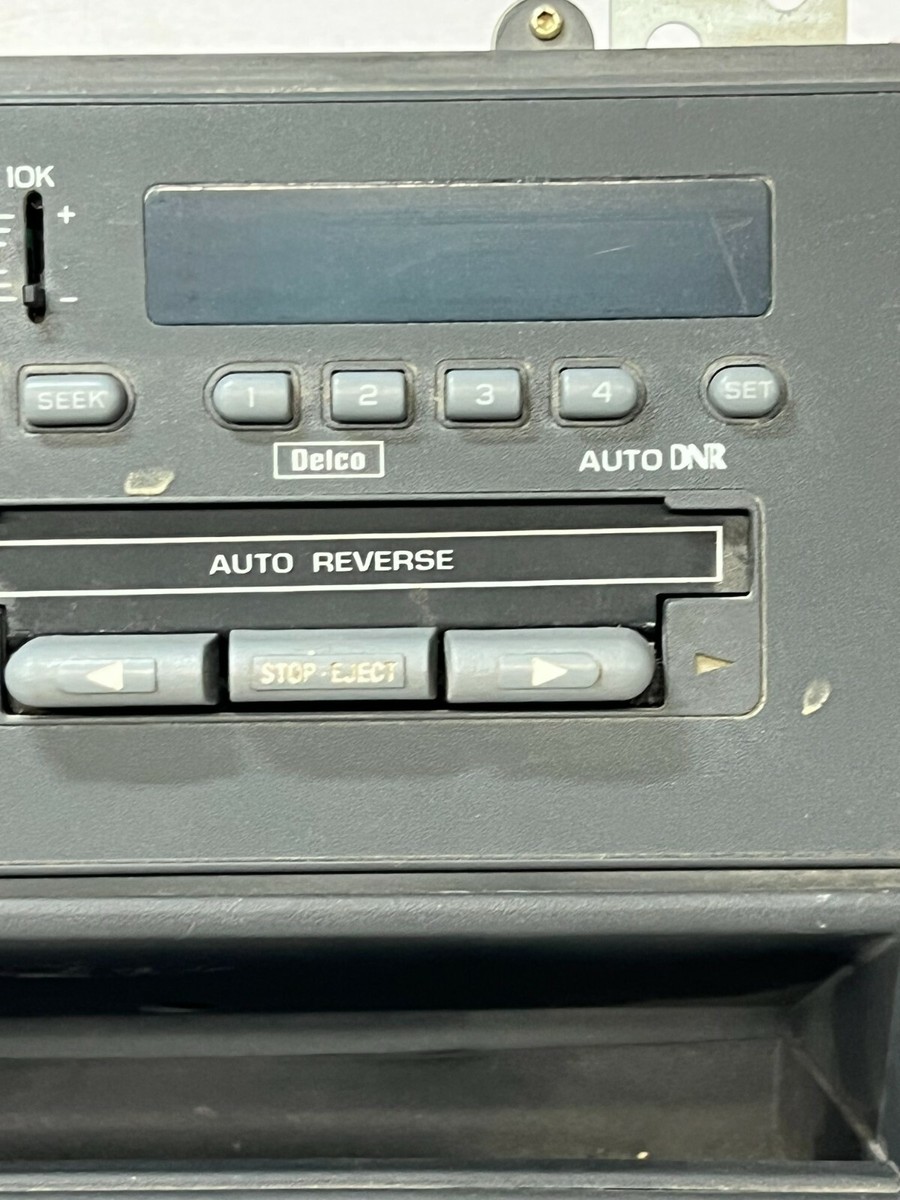 10K
+
−
SEEK
1 2 3 4
SET
Delco
AUTO DNR
AUTO REVERSE
STOP·EJECT